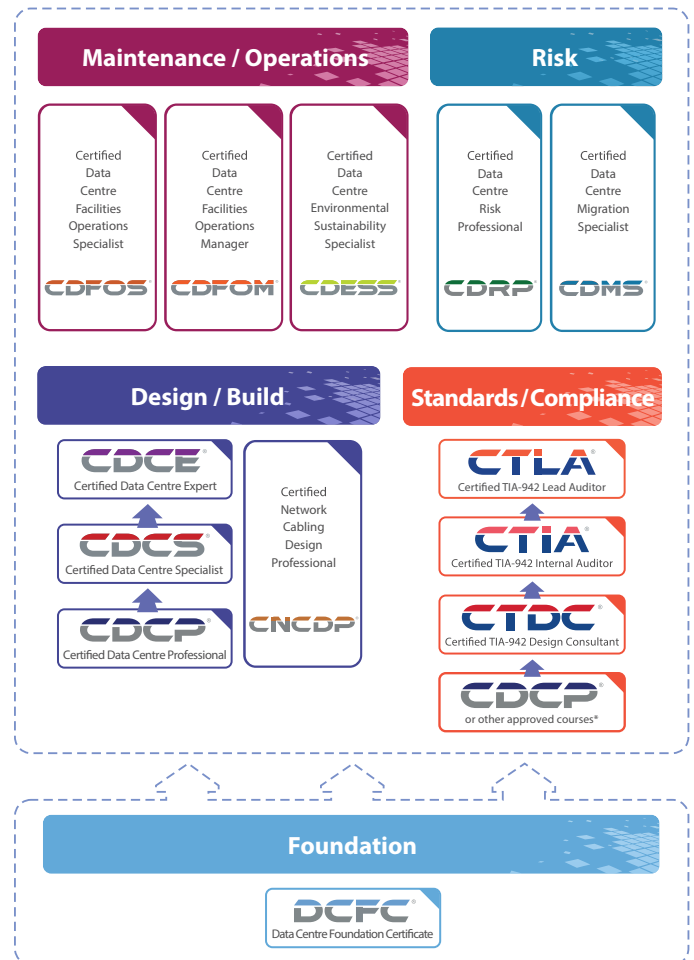 Maintenance / Operations
Certified
Data
Centre
Facilities
Operations
Specialist
CDFOS®
Certified
Data
Centre
Facilities
Operations
Manager
CDFOM®
Certified
Data
Centre
Environmental
Sustainability
Specialist
CDESS®
Risk
Certified
Data
Centre
Risk
Professional
CDRP®
Certified
Data
Centre
Migration
Specialist
CDMS®
Design / Build
CDCE®
Certified Data Centre Expert
CDCS®
Certified Data Centre Specialist
CDCP®
Certified Data Centre Professional
Certified
Network
Cabling
Design
Professional
CNCDP®
Standards / Compliance
CTLA®
Certified TIA-942 Lead Auditor
CTIA®
Certified TIA-942 Internal Auditor
CTDC®
Certified TIA-942 Design Consultant
CDCP®
or other approved courses*
Foundation
DCFC®
Data Centre Foundation Certificate